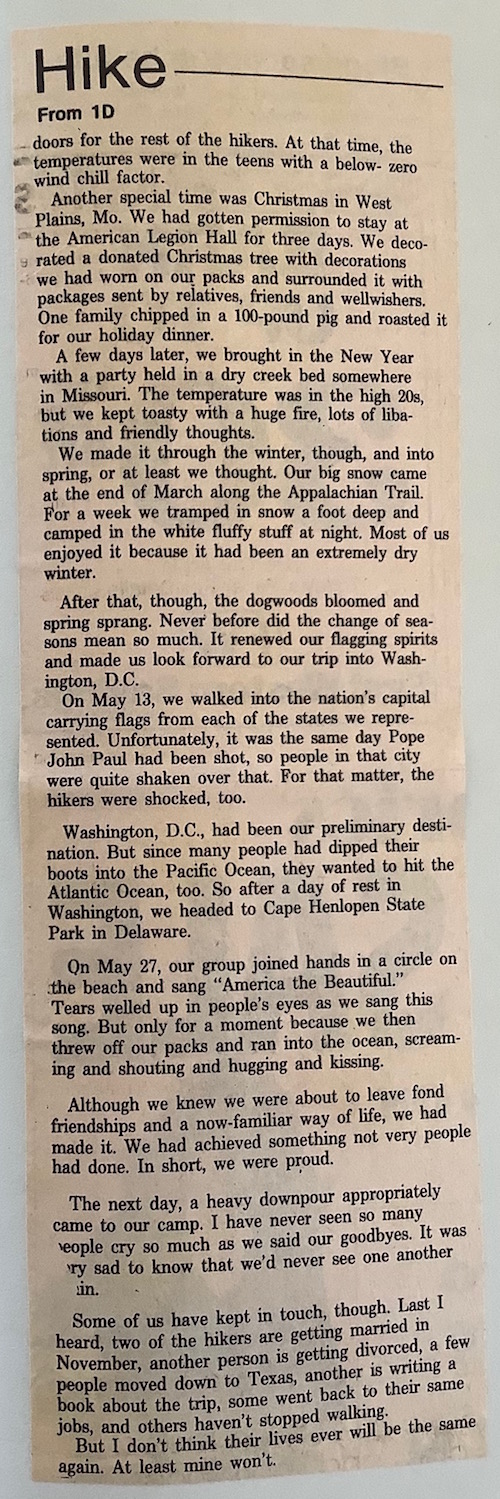 Hike
From 1D
doors for the rest of the hikers. At that time, the
temperatures were in the teens with a below- zero
wind chill factor.
Another special time was Christmas in West
Plains, Mo. We had gotten permission to stay at
the American Legion Hall for three days. We deco-
rated a donated Christmas tree with decorations
we had worn on our packs and surrounded it with
packages sent by relatives, friends and wellwishers.
One family chipped in a 100-pound pig and roasted it
for our holiday dinner.
A few days later, we brought in the New Year
with a party held in a dry creek bed somewhere
in Missouri. The temperature was in the high 20s,
but we kept toasty with a huge fire, lots of liba-
tions and friendly thoughts.
We made it through the winter, though, and into
spring, or at least we thought. Our big snow came
at the end of March along the Appalachian Trail.
For a week we tramped in snow a foot deep and
camped in the white fluffy stuff at night. Most of us
enjoyed it because it had been an extremely dry
winter.
After that, though, the dogwoods bloomed and
spring sprang. Never before did the change of sea-
sons mean so much. It renewed our flagging spirits
and made us look forward to our trip into Wash-
ington, D.C.
On May 13, we walked into the nation's capital
carrying flags from each of the states we repre-
sented. Unfortunately, it was the same day Pope
John Paul had been shot, so people in that city
were quite shaken over that. For that matter, the
hikers were shocked, too.
Washington, D.C., had been our preliminary desti-
nation. But since many people had dipped their
boots into the Pacific Ocean, they wanted to hit the
Atlantic Ocean, too. So after a day of rest in
Washington, we headed to Cape Henlopen State
Park in Delaware.
On May 27, our group joined hands in a circle on
the beach and sang "America the Beautiful."
Tears welled up in people's eyes as we sang this
song. But only for a moment because we then
threw off our packs and ran into the ocean, scream-
ing and shouting and hugging and kissing.
Although we knew we were about to leave fond
friendships and a now-familiar way of life, we had
made it. We had achieved something not very people
had done. In short, we were proud.
The next day, a heavy downpour appropriately
came to our camp. I have never seen so many
eople cry so much as we said our goodbyes. It was
ry sad to know that we'd never see one another
in.
Some of us have kept in touch, though. Last I
heard, two of the hikers are getting married in
November, another person is getting divorced, a few
people moved down to Texas, another is writing a
book about the trip, some went back to their same
jobs, and others haven't stopped walking.
But I don't think their lives ever will be the same
again. At least mine won't.